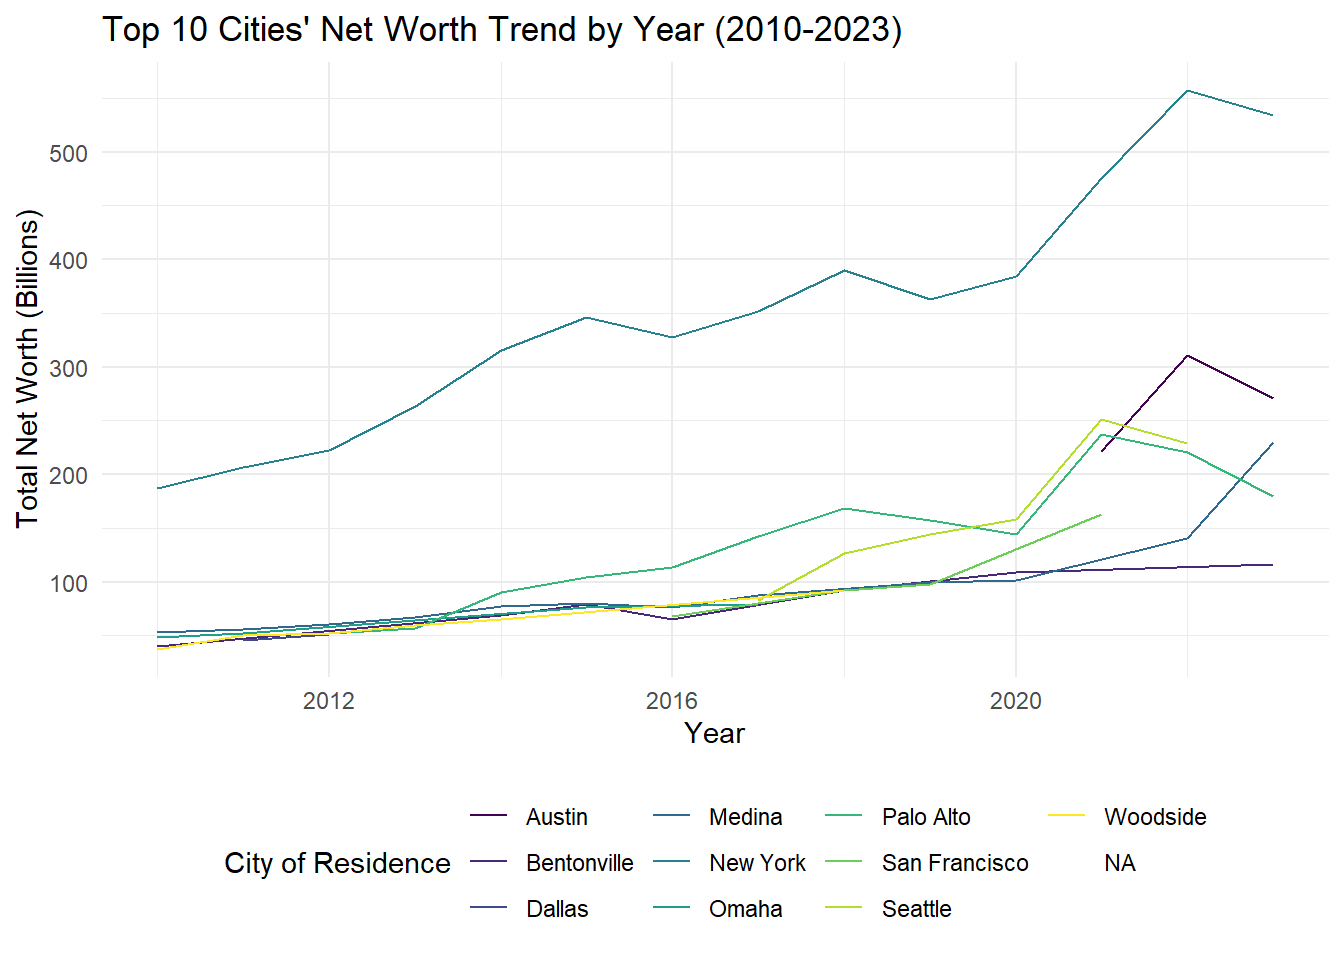 Top 10 Cities' Net Worth Trend by Year (2010-2023)
Total Net Worth (Billions)
500
400
300
200
100
2012 2016 2020
Year
City of Residence
Austin Medina Palo Alto Woodside
Bentonville New York San Francisco NA
Dallas Omaha Seattle